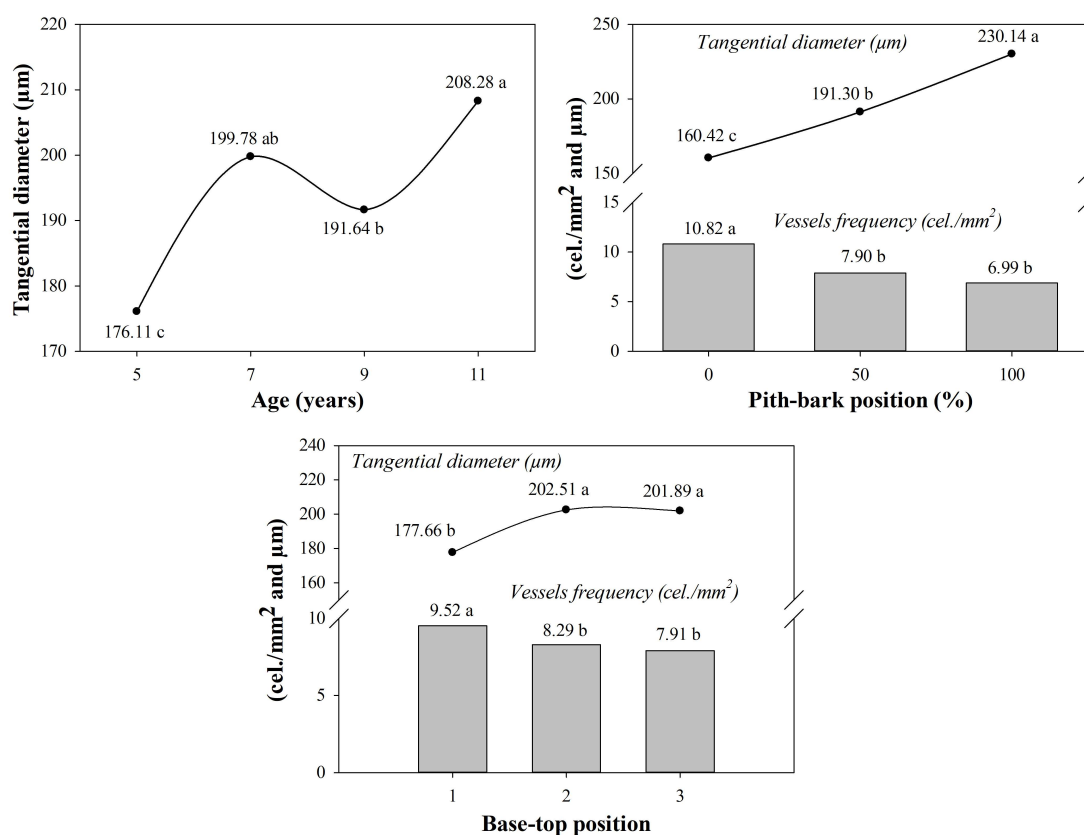 220
210
200
190
180
170
Tangential diameter (µm)
176.11 c
199.78 ab
191.64 b
208.28 a
5 7 9 11
Age (years)
250
200
150
15
10
5
0
(cel./mm² and µm)
Tangential diameter (µm)
160.42 c
191.30 b
230.14 a
Vessels frequency (cel./mm²)
10.82 a
7.90 b
6.99 b
0 50 100
Pith-bark position (%)
240
220
200
180
160
10
5
0
(cel./mm² and µm)
Tangential diameter (µm)
177.66 b
202.51 a
201.89 a
Vessels frequency (cel./mm²)
9.52 a
8.29 b
7.91 b
1 2 3
Base-top position